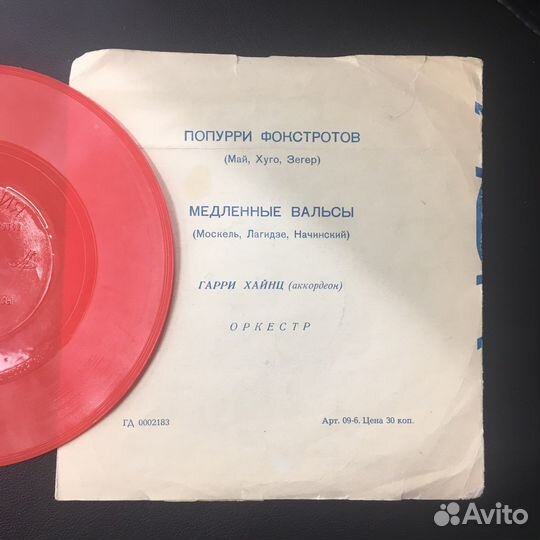 ПОПУРРИ ФОКСТРОТОВ
(Май, Хуго, Зегер)
МЕДЛЕННЫЕ ВАЛЬСЫ
(Москель, Лагидзе, Начинский)
ГАРРИ ХАЙНЦ (аккордеон)
ОРКЕСТР
ГД 0002183 Арт. 09-6. Цена 30 коп.
Avito